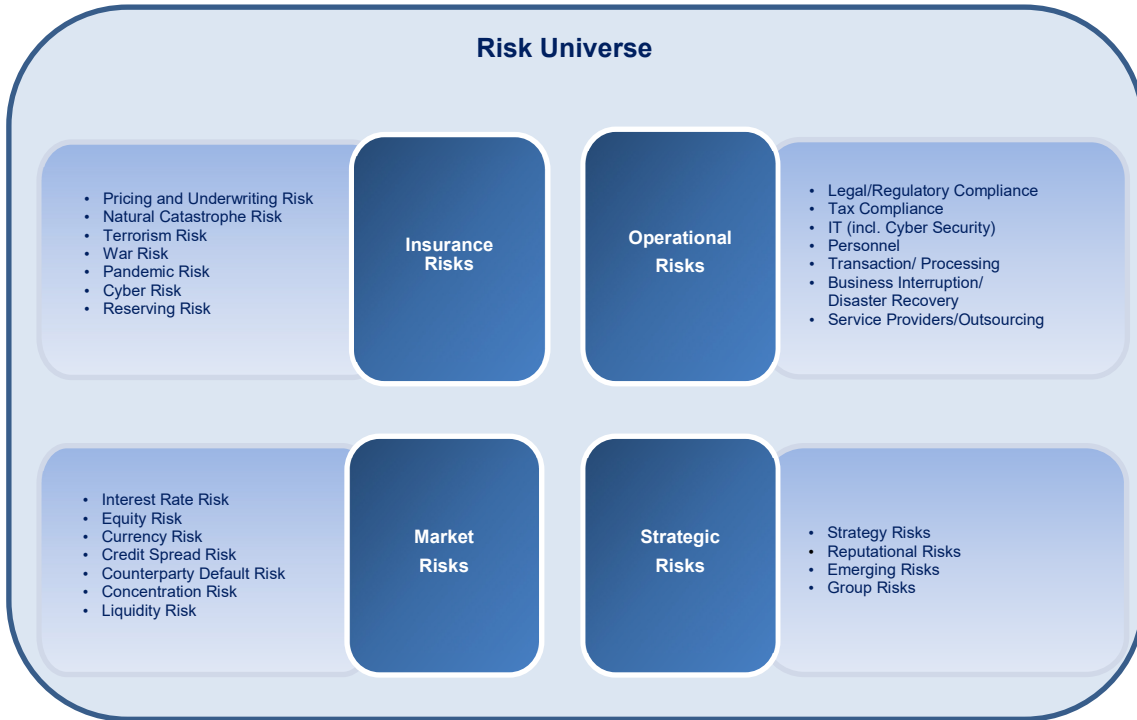 Risk Universe
• Pricing and Underwriting Risk
• Natural Catastrophe Risk
• Terrorism Risk
• War Risk
• Pandemic Risk
• Cyber Risk
• Reserving Risk
Insurance
Risks
Operational
Risks
• Legal/Regulatory Compliance
• Tax Compliance
• IT (incl. Cyber Security)
• Personnel
• Transaction/ Processing
• Business Interruption/
Disaster Recovery
• Service Providers/Outsourcing
• Interest Rate Risk
• Equity Risk
• Currency Risk
• Credit Spread Risk
• Counterparty Default Risk
• Concentration Risk
• Liquidity Risk
Market
Risks
Strategic
Risks
• Strategy Risks
• Reputational Risks
• Emerging Risks
• Group Risks